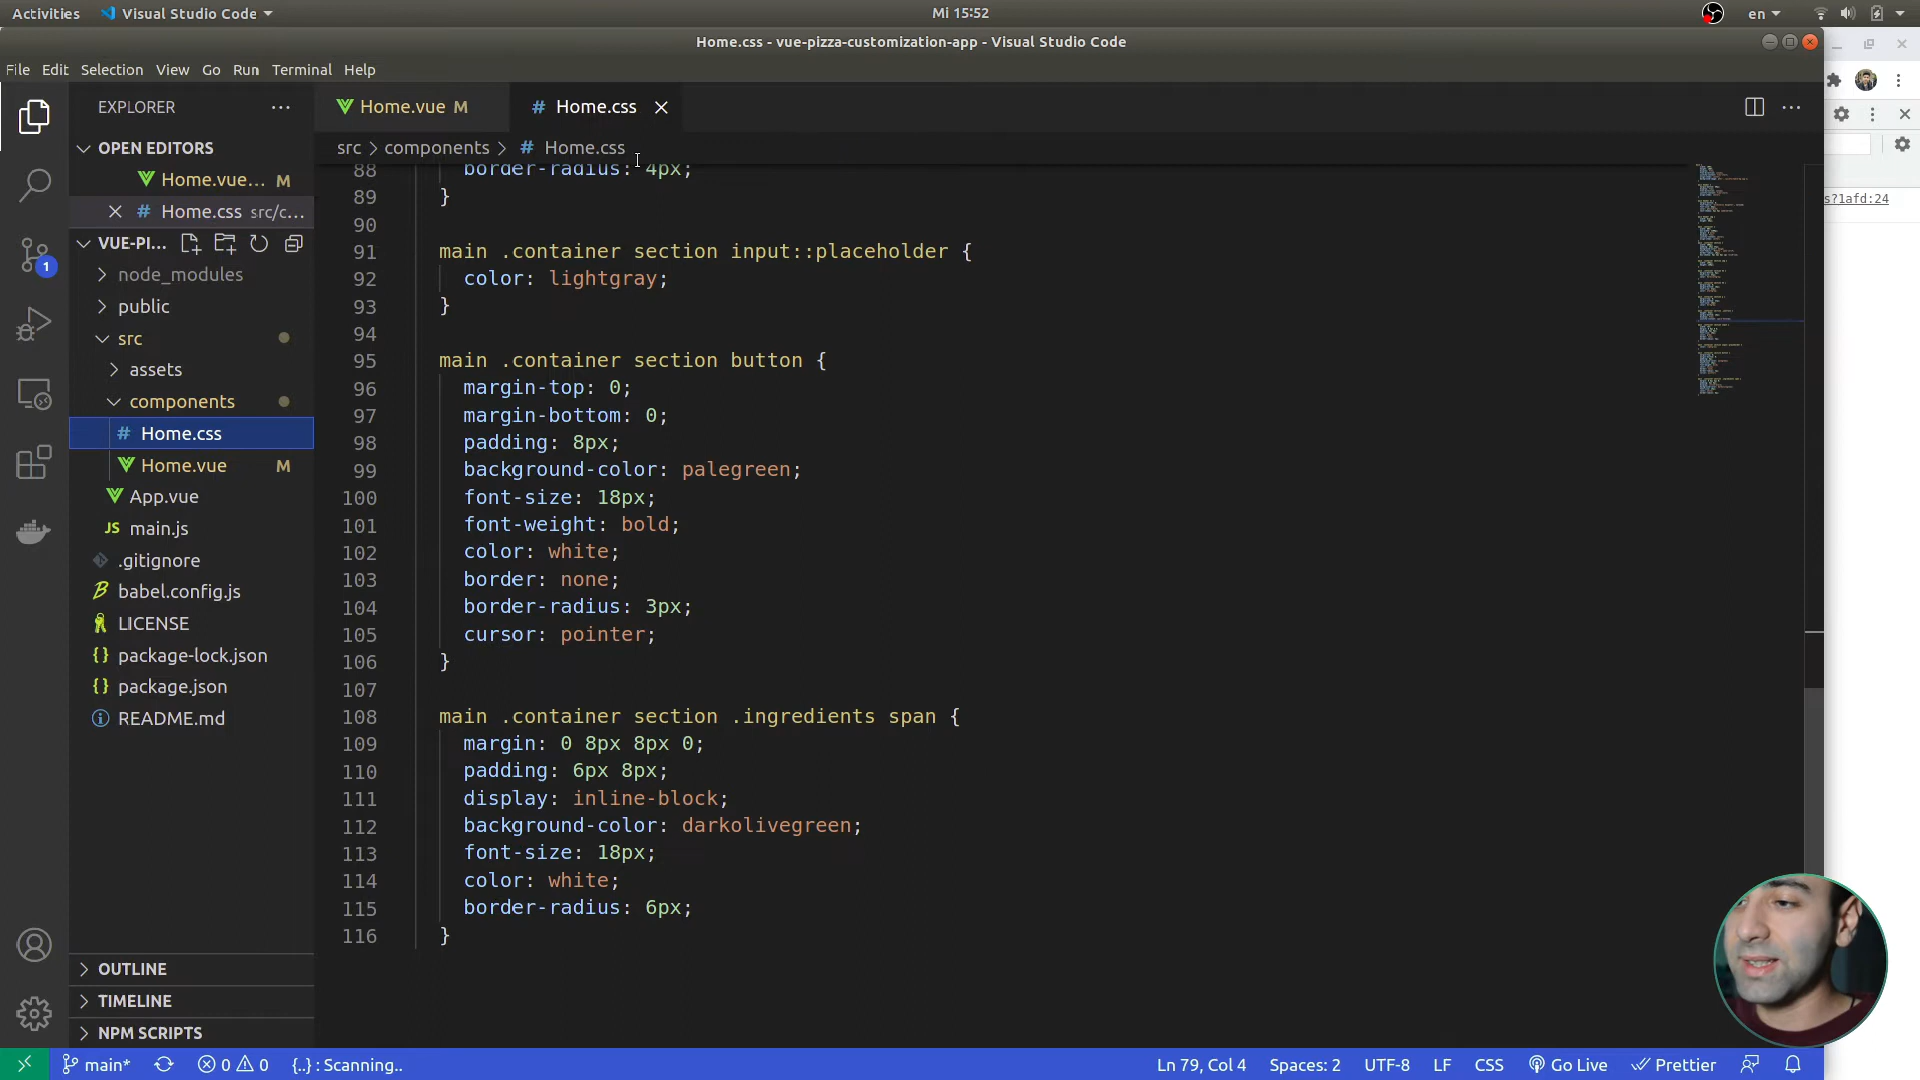 Activities Visual Studio Code Mi 15:52 en
Home.css - vue-pizza-customization-app - Visual Studio Code
File Edit Selection View Go Run Terminal Help
EXPLORER
Home.vue M
Home.css
OPEN EDITORS
src > components > # Home.css
Home.vue... M
Home.css src/c...
VUE-PI...
node_modules
public
src
assets
components
# Home.css
Home.vue M
App.vue
JS main.js
.gitignore
babel.config.js
LICENSE
{} package-lock.json
{} package.json
README.md
OUTLINE
TIMELINE
NPM SCRIPTS
1
88 border-radius: 4px;
89 }
90
91 main .container section input::placeholder {
92 color: lightgray;
93 }
94
95 main .container section button {
96 margin-top: 0;
97 margin-bottom: 0;
98 padding: 8px;
99 background-color: palegreen;
100 font-size: 18px;
101 font-weight: bold;
102 color: white;
103 border: none;
104 border-radius: 3px;
105 cursor: pointer;
106 }
107
108 main .container section .ingredients span {
109 margin: 0 8px 8px 0;
110 padding: 6px 8px;
111 display: inline-block;
112 background-color: darkolivegreen;
113 font-size: 18px;
114 color: white;
115 border-radius: 6px;
116 }
s?1afd:24
main* 0 0 {..} : Scanning.. Ln 79, Col 4 Spaces: 2 UTF-8 LF CSS Go Live Prettier